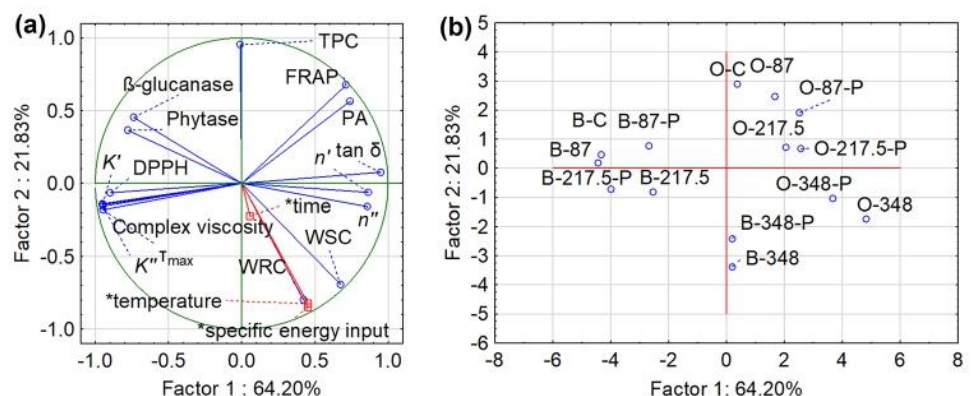 (a)
Factor 2 : 21.83%
1.0
0.5
0.0
-0.5
-1.0
TPC
FRAP
ß-glucanase
PA
Phytase
K'
DPPH
n' tan δ
*time
n"
Complex viscosity
WSC
K" Tmax
WRC
*temperature
*specific energy input
-1.0 -0.5 0.0 0.5 1.0
Factor 1 : 64.20%
(b)
Factor 2: 21.83%
5
4
3
2
1
0
-1
-2
-3
-4
-5
-6
O-C O-87
O-87-P
B-C B-87-P
O-217.5
B-87
O-217.5-P
B-217.5-P B-217.5
O-348-P
O-348
B-348-P
B-348
-8 -6 -4 -2 0 2 4 6 8
Factor 1: 64.20%